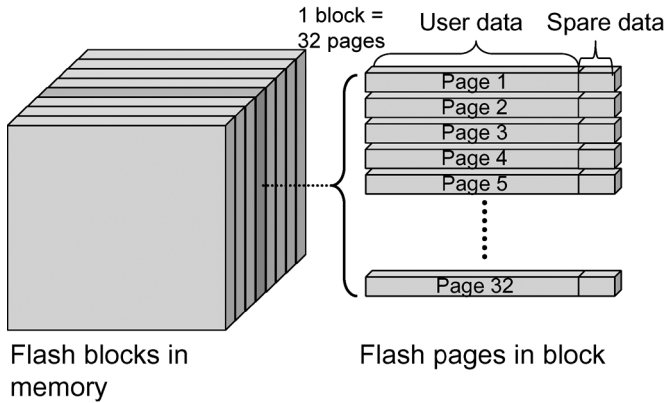 1 block =
32 pages
User data
Spare data
Page 1
Page 2
Page 3
Page 4
Page 5
Page 32
Flash blocks in
memory
Flash pages in block